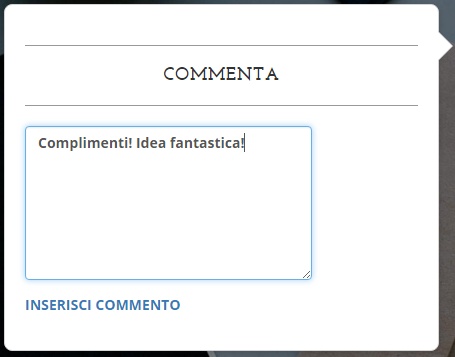 COMMENTA
Complimenti! Idea fantastica!
INSERISCI COMMENTO